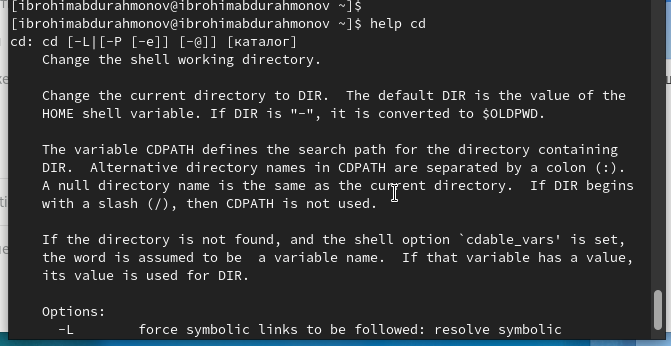 [ibrohimabdurahmonov@ibrohimabdurahmonov ~]$
[ibrohimabdurahmonov@ibrohimabdurahmonov ~]$ help cd
cd: cd [-L|[-P [-e]] [-@]] [каталог]
    Change the shell working directory.

    Change the current directory to DIR.  The default DIR is the value of the
    HOME shell variable. If DIR is "-", it is converted to $OLDPWD.

    The variable CDPATH defines the search path for the directory containing
    DIR.  Alternative directory names in CDPATH are separated by a colon (:).
    A null directory name is the same as the current directory.  If DIR begins
    with a slash (/), then CDPATH is not used.

    If the directory is not found, and the shell option `cdable_vars' is set,
    the word is assumed to be  a variable name.  If that variable has a value,
    its value is used for DIR.

    Options:
      -L        force symbolic links to be followed: resolve symbolic